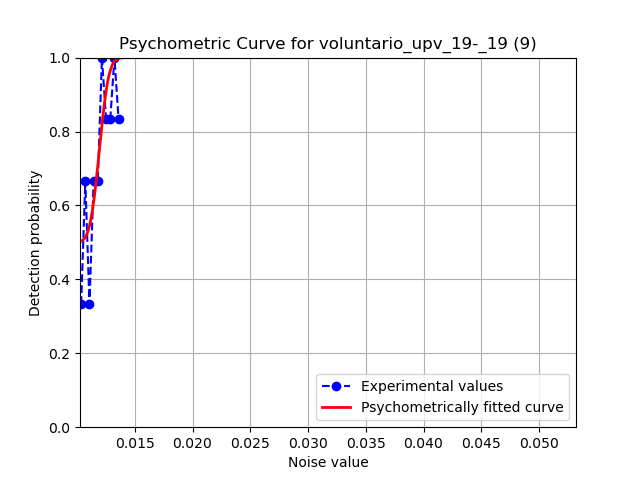 Psychometric Curve for voluntario_upv_19-_19 (9)
1.0
0.8
0.6
0.4
0.2
0.0
Detection probability
Experimental values
Psychometrically fitted curve
0.015 0.020 0.025 0.030 0.035 0.040 0.045 0.050
Noise value